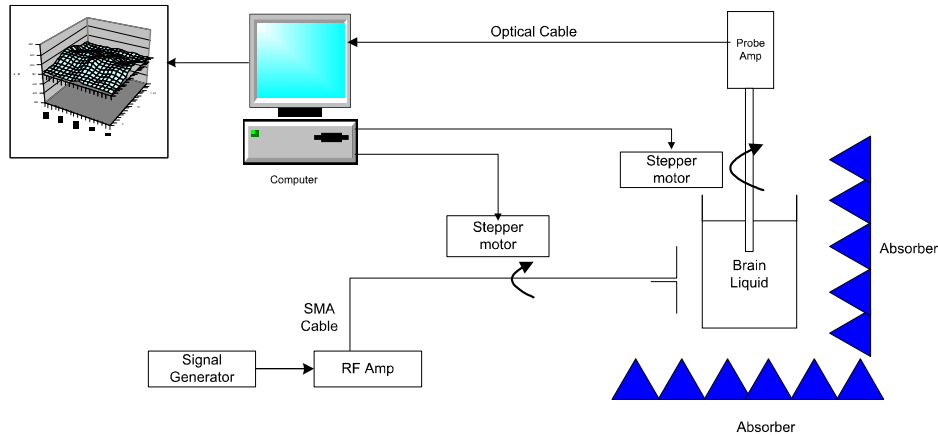 Optical Cable
Probe
Amp
Computer
Stepper
motor
Stepper
motor
Brain
Liquid
Absorber
SMA
Cable
Signal
Generator
RF Amp
Absorber